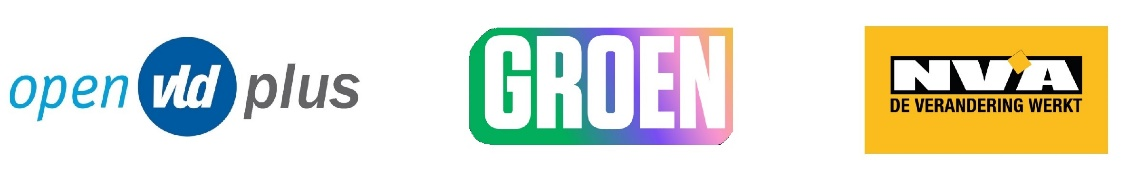 open vld plus
GROEN
N-VA
DE VERANDERING WERKT